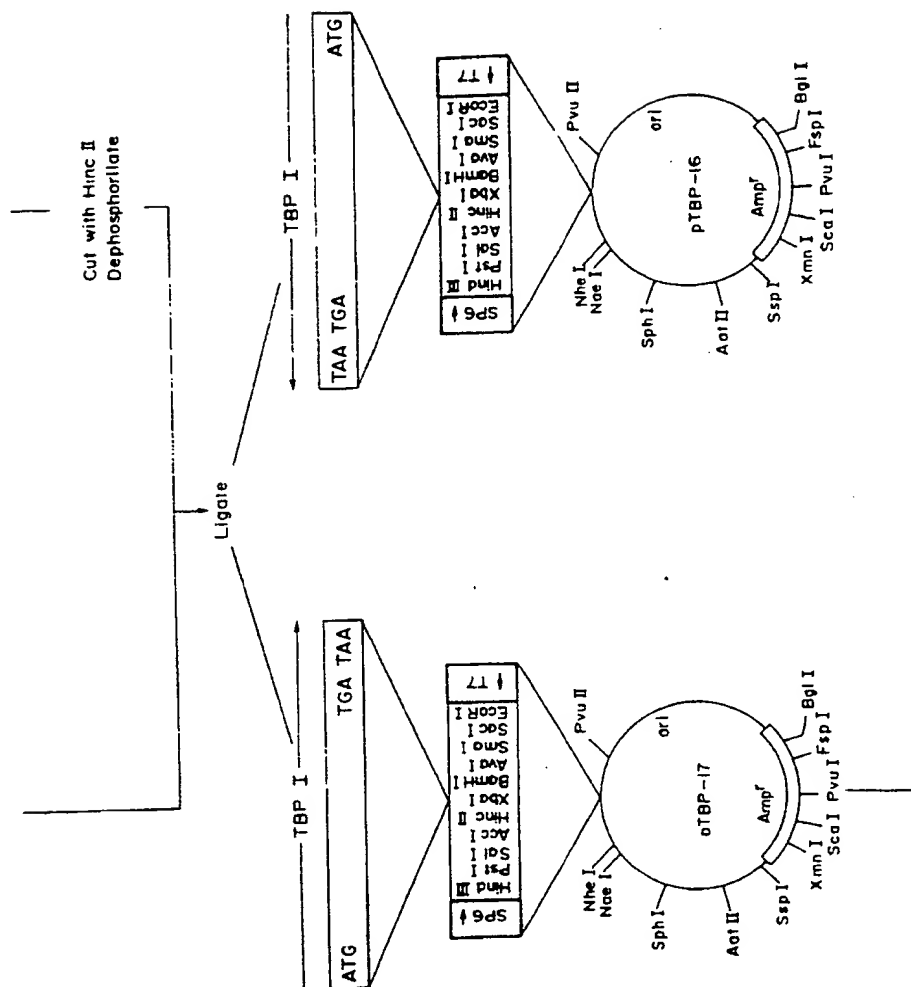 Cut with Hinc II
Dephosphorllate
Ligate
TBP I
ATG
TGA TAA
SP6
Hind III
Pst I
Sal I
Acc I
Hinc II
Xba I
BamH I
Ava I
Sma I
Sac I
EcoR I
T7
Nhe I
Nae I
Pvu II
Sph I
ori
pTBP-17
Aat II
Ampʳ
Ssp I
Xmn I
Sca I
Pvu I
Fsp I
Bgl I
TBP I
TAA TGA
ATG
SP6
Hind III
Pst I
Sal I
Acc I
Hinc II
Xba I
BamH I
Ava I
Sma I
Sac I
EcoR I
T7
Nhe I
Nae I
Pvu II
Sph I
ori
pTBP-16
Aat II
Ampʳ
Ssp I
Xmn I
Sca I
Pvu I
Fsp I
Bgl I